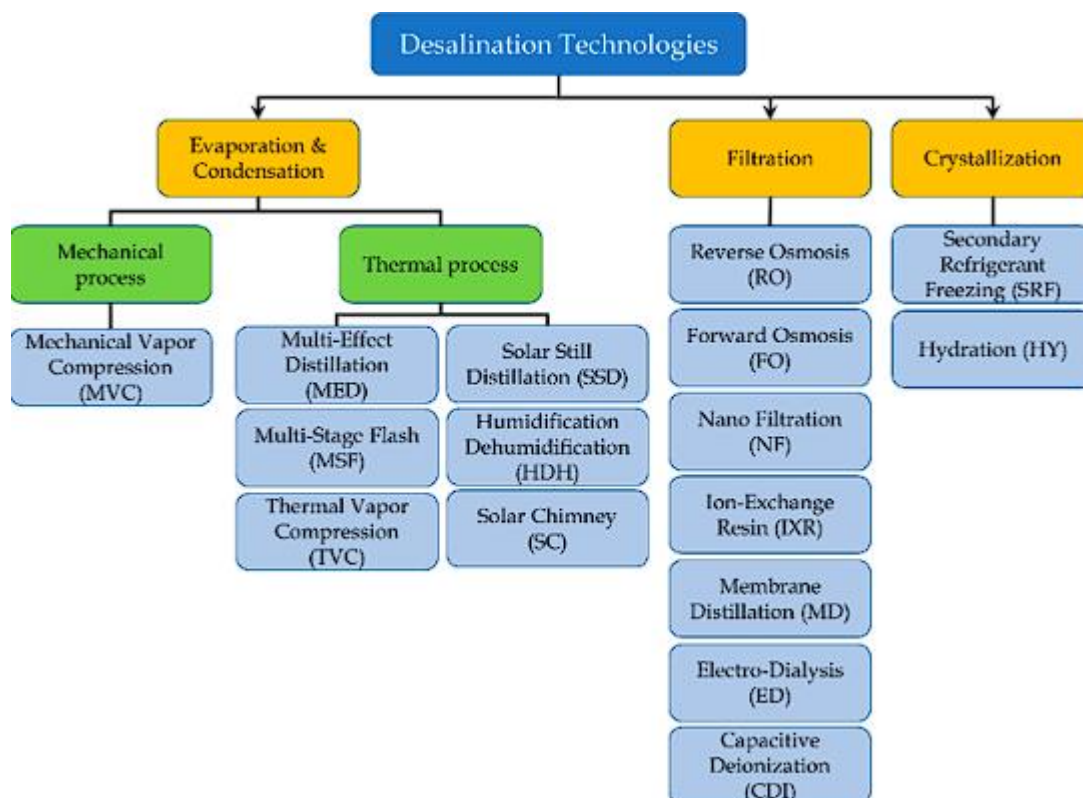 Desalination Technologies
Evaporation &
Condensation
Filtration
Crystallization
Mechanical
process
Thermal process
Mechanical Vapor
Compression
(MVC)
Multi-Effect
Distillation
(MED)
Multi-Stage Flash
(MSF)
Thermal Vapor
Compression
(TVC)
Solar Still
Distillation (SSD)
Humidification
Dehumidification
(HDH)
Solar Chimney
(SC)
Reverse Osmosis
(RO)
Forward Osmosis
(FO)
Nano Filtration
(NF)
Ion-Exchange
Resin (IXR)
Membrane
Distillation (MD)
Electro-Dialysis
(ED)
Capacitive
Deionization
(CDI)
Secondary
Refrigerant
Freezing (SRF)
Hydration (HY)